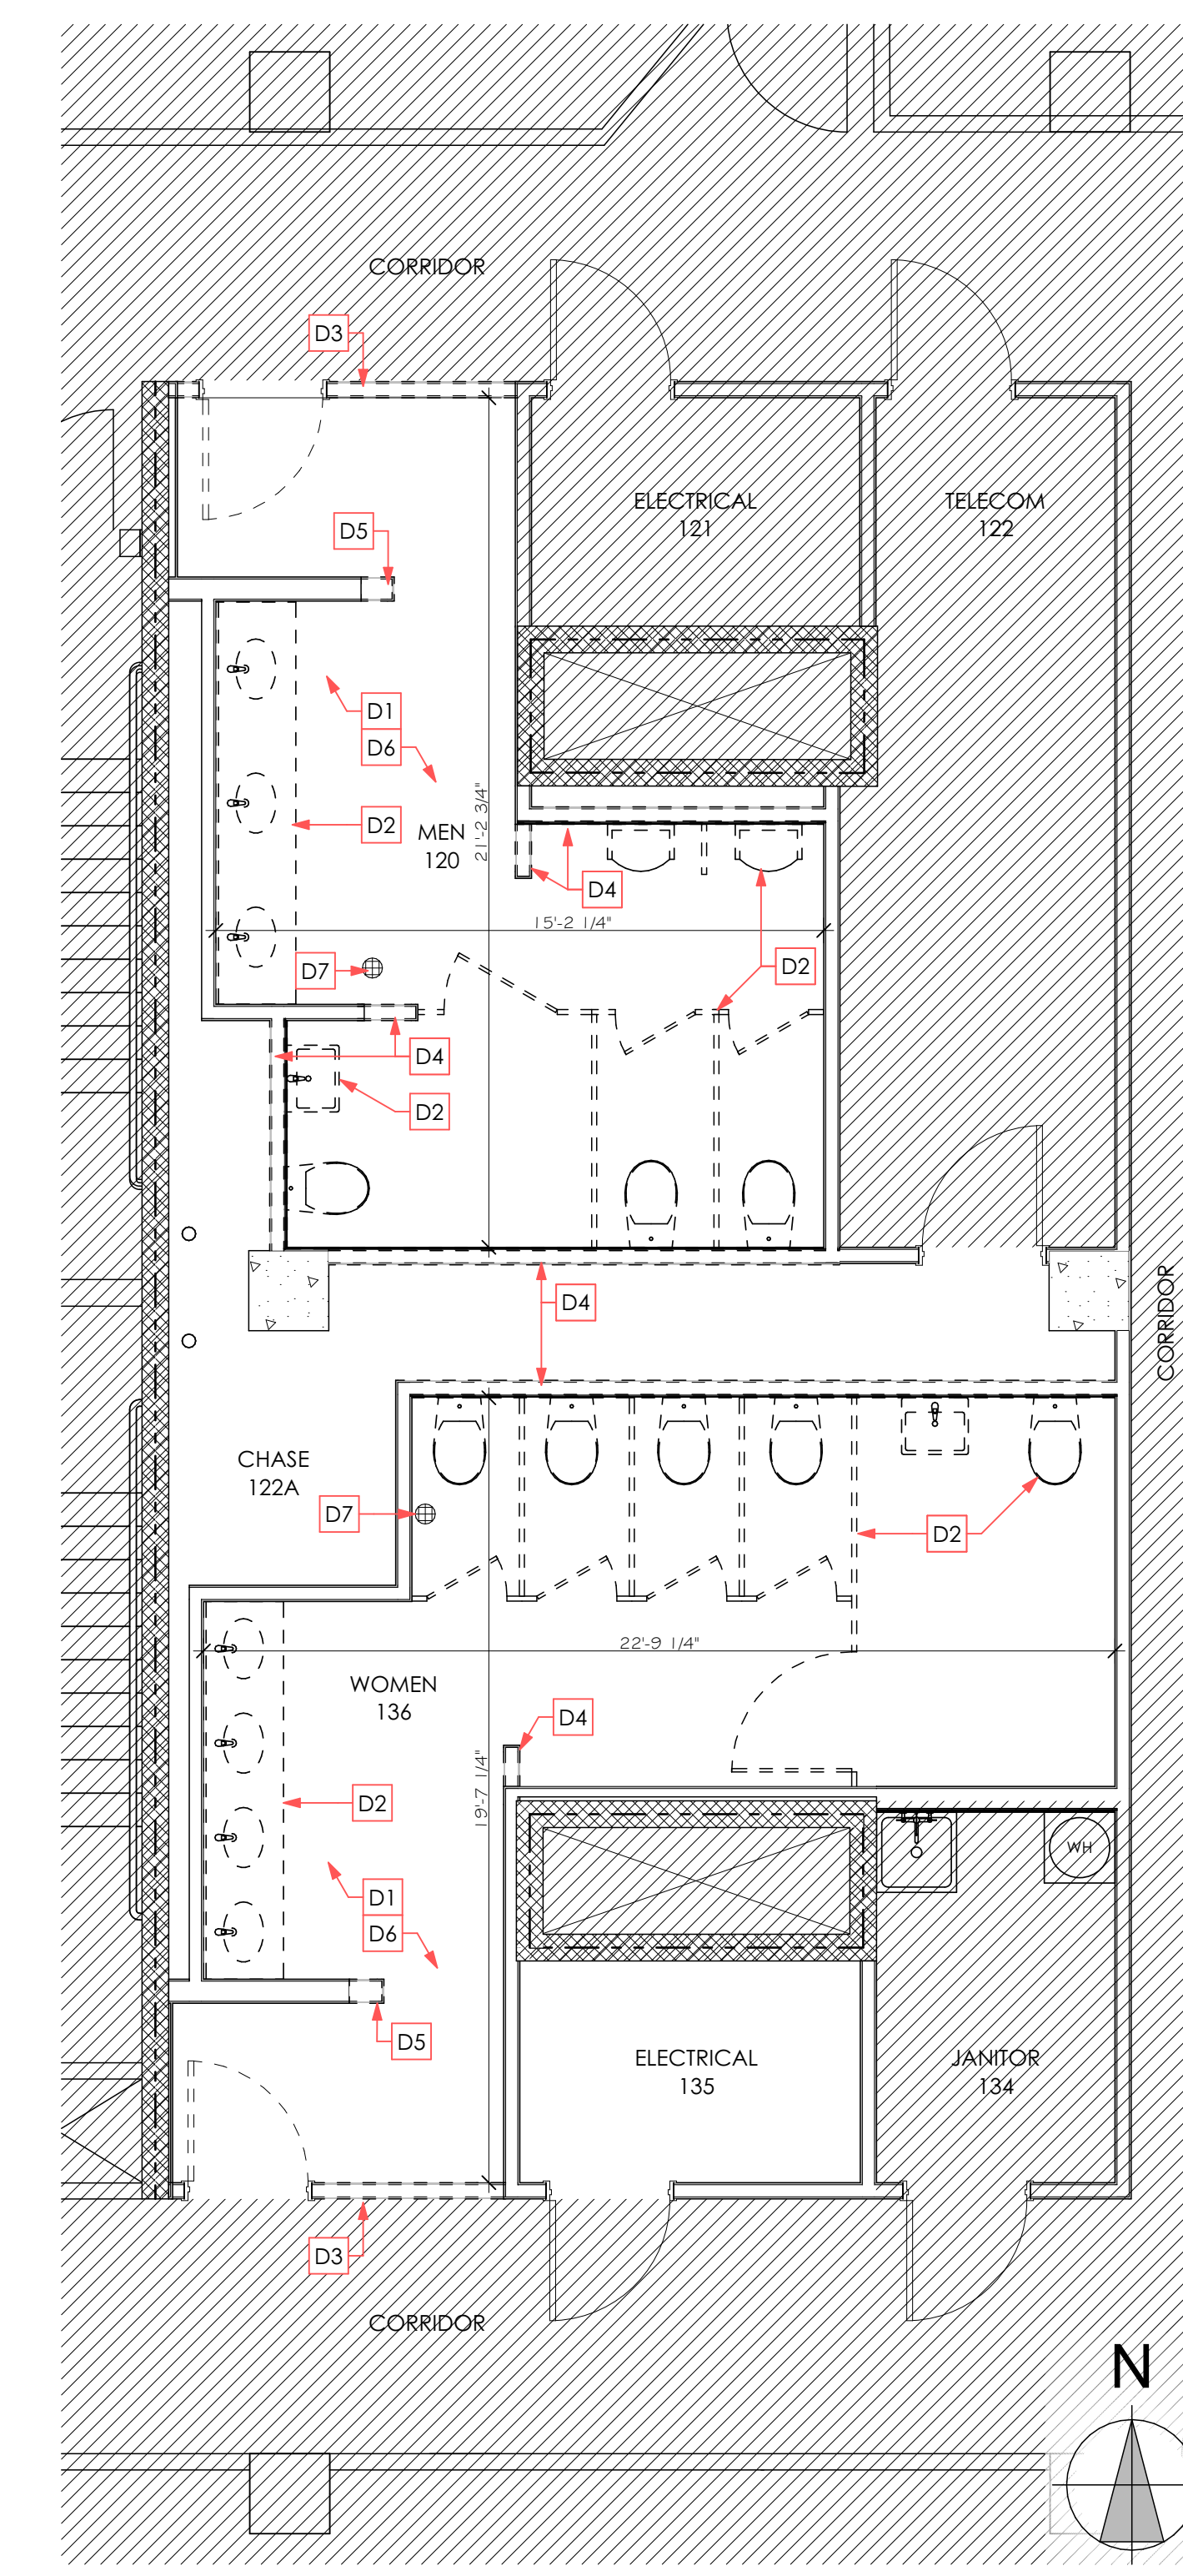 CORRIDOR
D3
ELECTRICAL
121
TELECOM
122
D5
D1
D6
D2
MEN
120
21'-2 3/4"
D4
15'-2 1/4"
D7
D2
D4
D2
D4
CORRIDOR
CHASE
122A
D7
D2
22'-9 1/4"
WOMEN
136
D4
19'-7 1/4"
D2
WH
D1
D6
D5
ELECTRICAL
135
JANITOR
134
D3
CORRIDOR
N